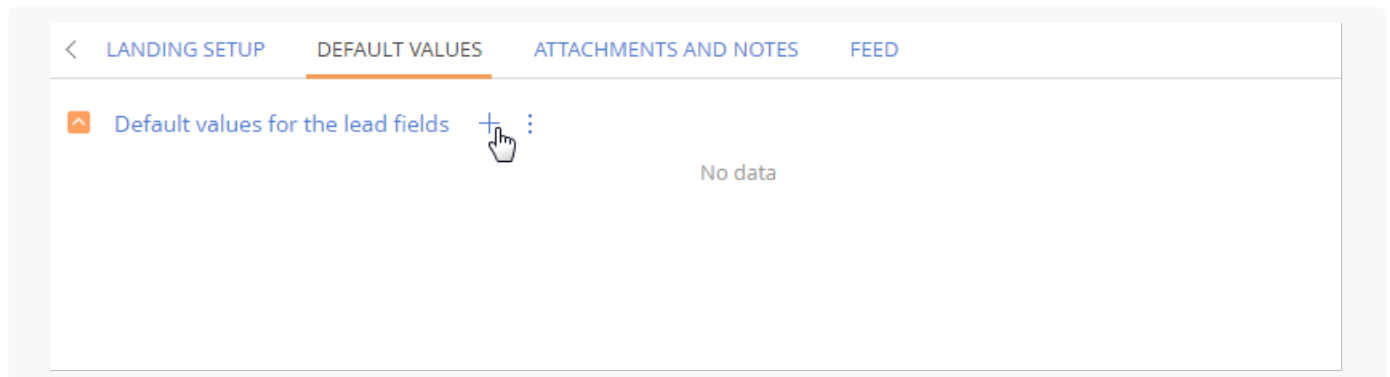 LANDING SETUP DEFAULT VALUES ATTACHMENTS AND NOTES FEED
Default values for the lead fields
No data